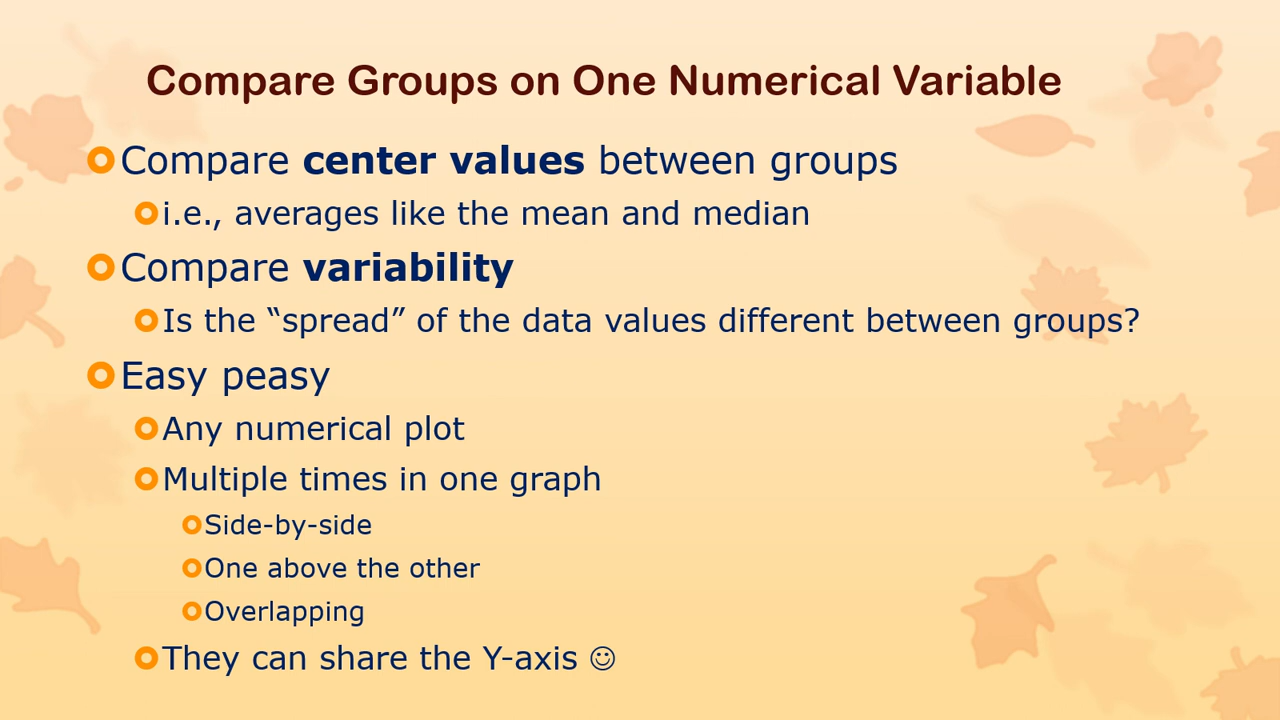 Compare Groups on One Numerical Variable
Compare center values between groups
i.e., averages like the mean and median
Compare variability
Is the “spread” of the data values different between groups?
Easy peasy
Any numerical plot
Multiple times in one graph
Side-by-side
One above the other
Overlapping
They can share the Y-axis ☺